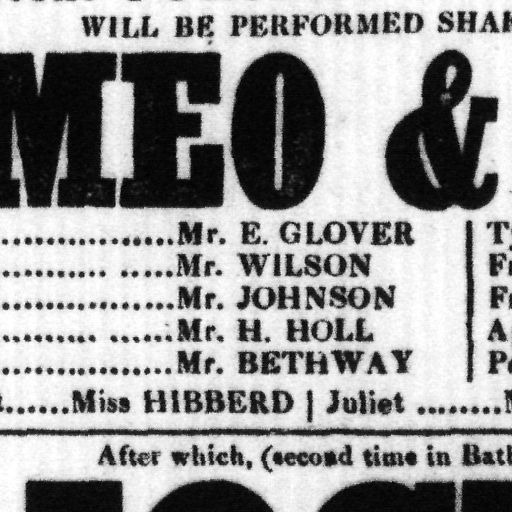 WILL BE PERFORMED SHAK
MEO &
................Mr. E. GLOVER
.......... .....Mr. WILSON
................Mr. JOHNSON
......... ......Mr. H. HOLL
................Mr. BETHWAY
......Miss HIBBERD | Juliet ........
After which, (second time in Bath